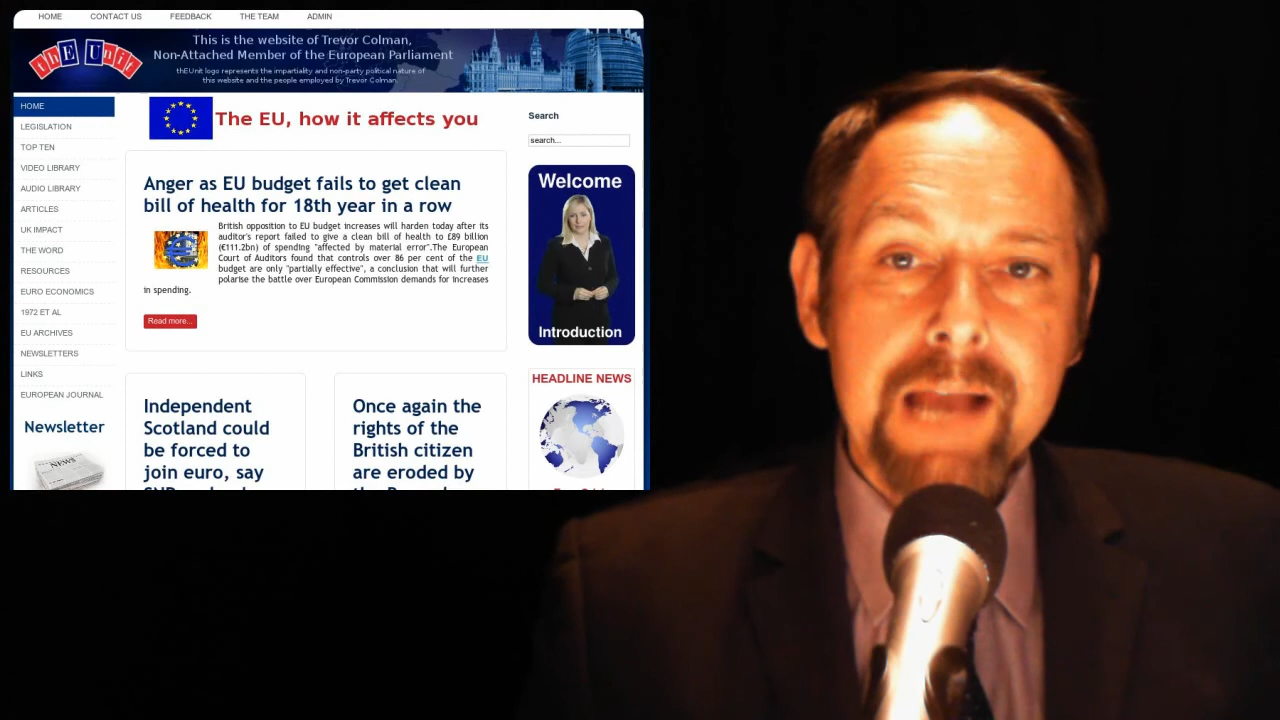 HOME CONTACT US FEEDBACK THE TEAM ADMIN
thEUnit
This is the website of Trevor Colman,
Non-Attached Member of the European Parliament
thEUnit logo represents the impartiality and non-party political nature of
this website and the people employed by Trevor Colman.
HOME
LEGISLATION
TOP TEN
VIDEO LIBRARY
AUDIO LIBRARY
ARTICLES
UK IMPACT
THE WORD
RESOURCES
EURO ECONOMICS
1972 ET AL
EU ARCHIVES
NEWSLETTERS
LINKS
EUROPEAN JOURNAL
Newsletter
NEWS
The EU, how it affects you
Anger as EU budget fails to get clean
bill of health for 18th year in a row
British opposition to EU budget increases will harden today after its
auditor's report failed to give a clean bill of health to £89 billion
(€111.2bn) of spending "affected by material error".The European
Court of Auditors found that controls over 86 per cent of the EU
budget are only "partially effective", a conclusion that will further
polarise the battle over European Commission demands for increases
in spending.
Read more...
Independent
Scotland could
be forced to
join euro, say
Once again the
rights of the
British citizen
are eroded by
Search
search...
Welcome
Introduction
HEADLINE NEWS